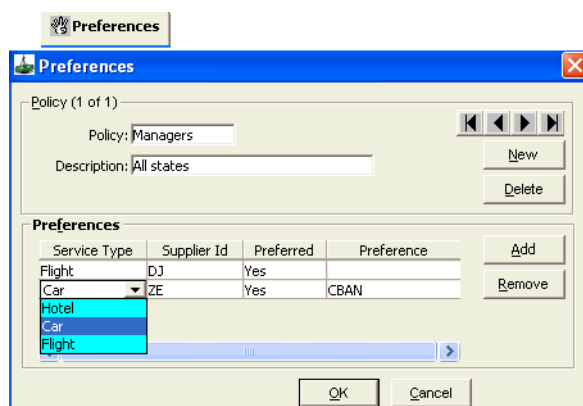 Preferences
Preferences
Policy (1 of 1)
Policy: Managers
Description: All states
New
Delete
Preferences
Service Type Supplier Id Preferred Preference
Flight DJ Yes
Car ZE Yes CBAN
Hotel
Car
Flight
Add
Remove
OK Cancel